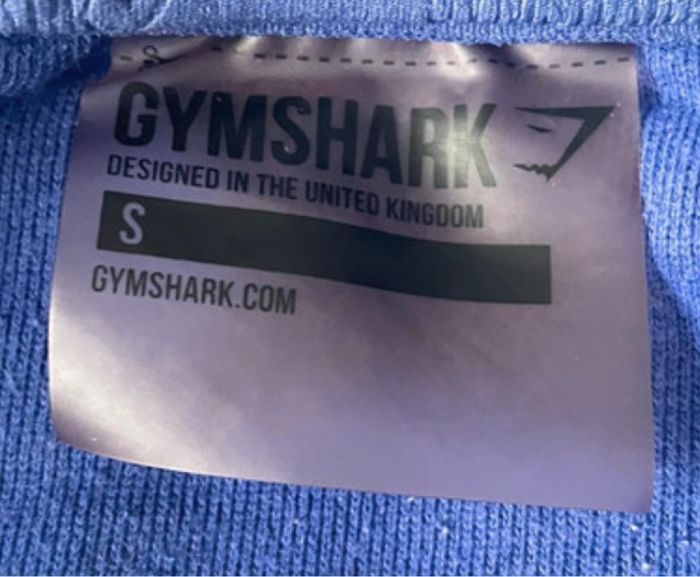 GYMSHARK
DESIGNED IN THE UNITED KINGDOM
S
GYMSHARK.COM